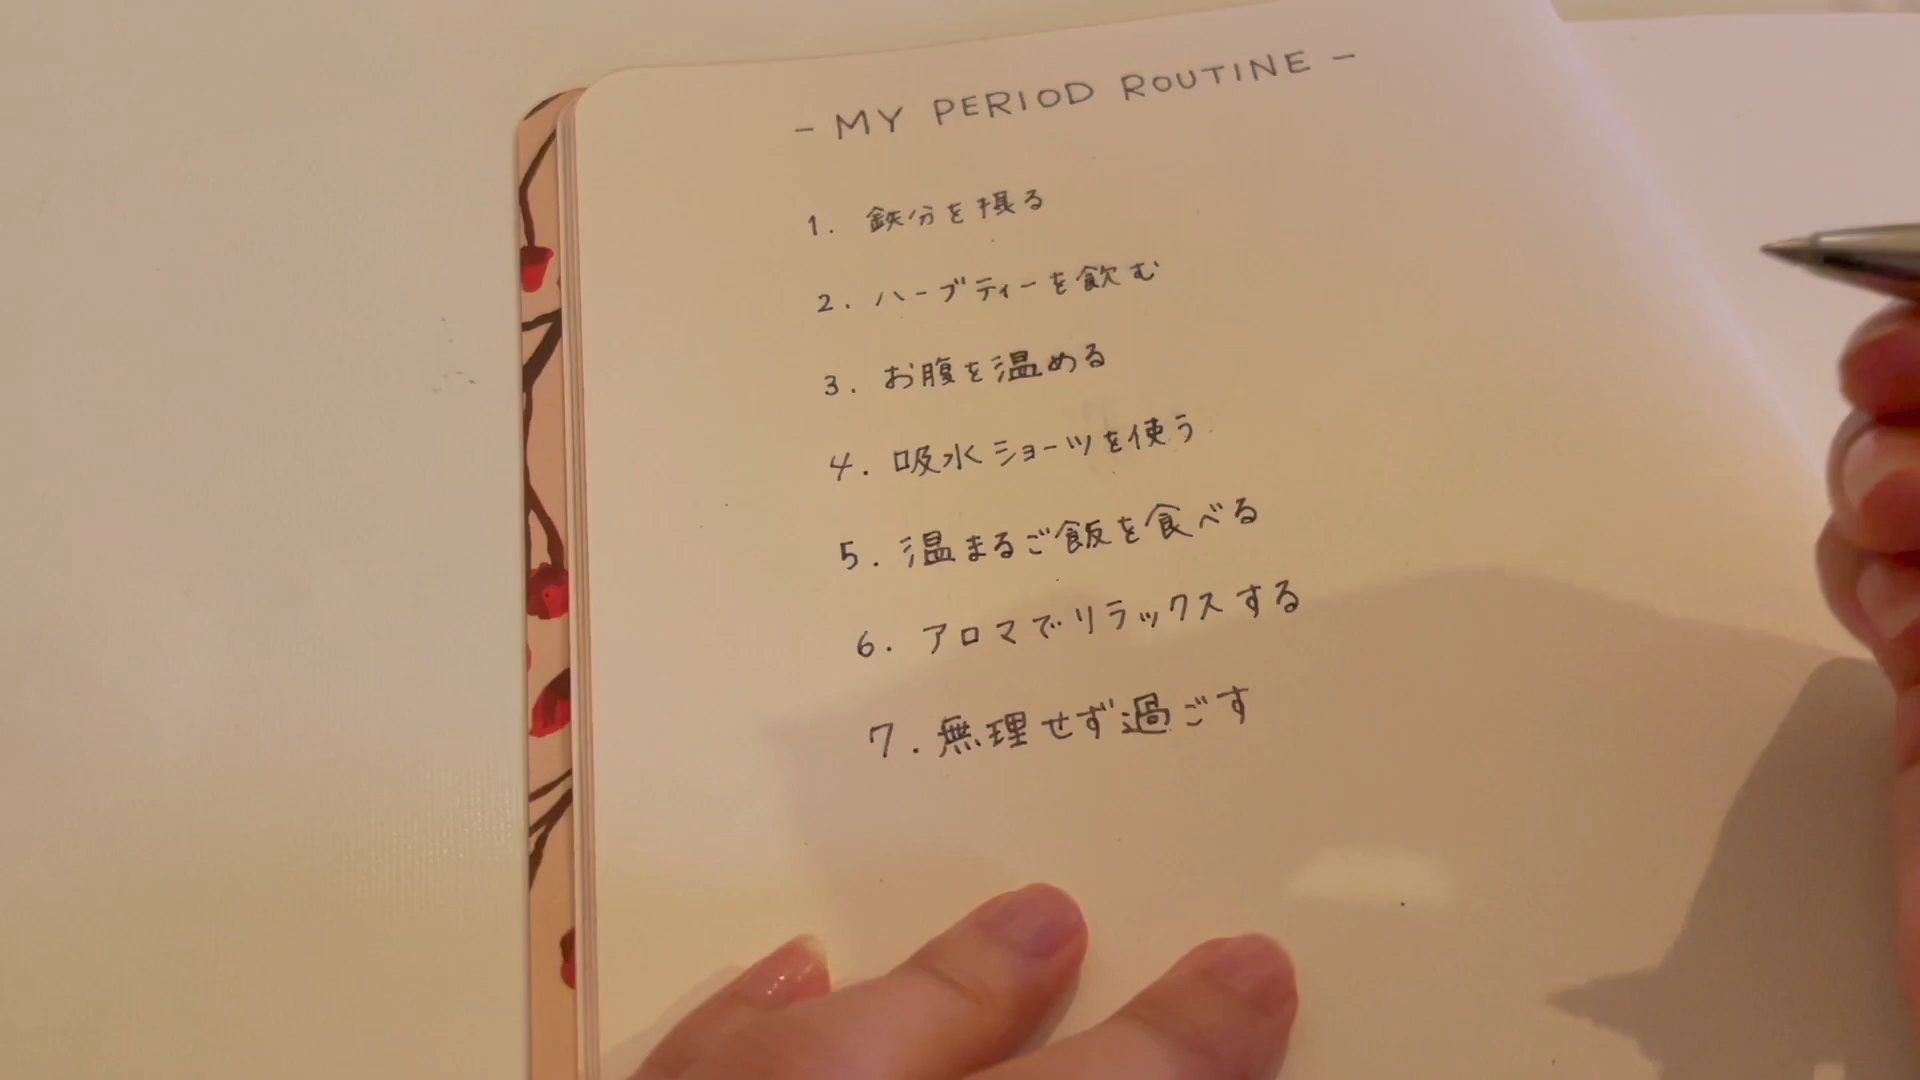 - MY PERIOD ROUTINE -
1. 鉄分を摂る
2. ハーブティーを飲む
3. お腹を温める
4. 吸水ショーツを使う
5. 温まるご飯を食べる
6. アロマでリラックスする
7. 無理せず過ごす